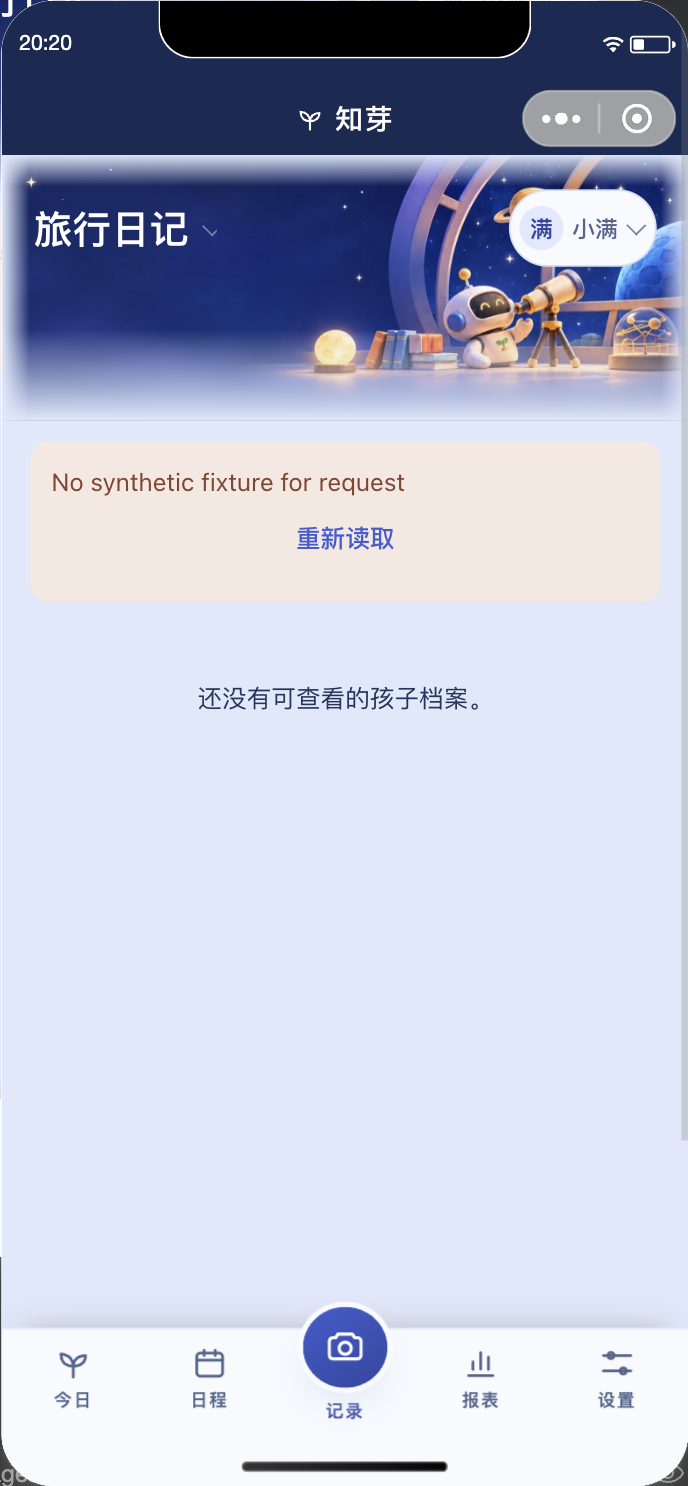 20:20
知芽
旅行日记
满 小满
No synthetic fixture for request
重新读取
还没有可查看的孩子档案。
今日
日程
记录
报表
设置